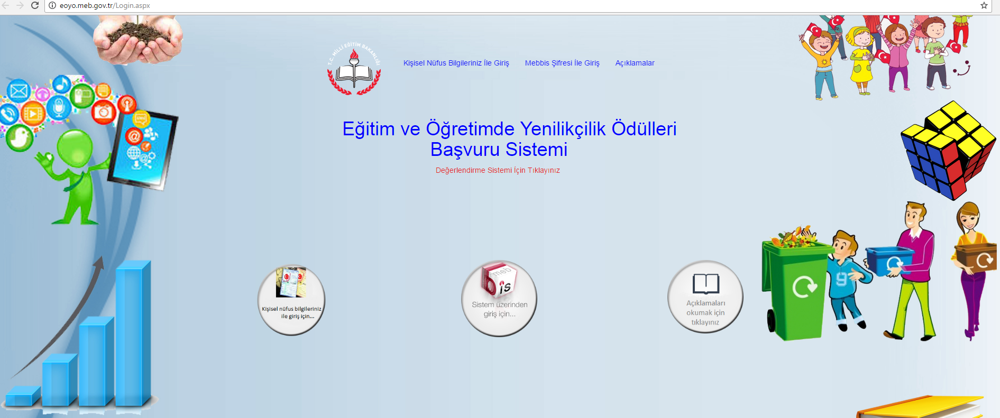 eoyo.meb.gov.tr/Login.aspx
T.C. MİLLİ EĞİTİM BAKANLIĞI
Kişisel Nüfus Bilgileriniz İle Giriş
Mebbis Şifresi İle Giriş
Açıklamalar
Eğitim ve Öğretimde Yenilikçilik Ödülleri
Başvuru Sistemi
Değerlendirme Sistemi İçin Tıklayınız
Kişisel nüfus bilgileriniz
ile giriş için...
meb
b is
Sistem üzerinden
giriş için...
Açıklamaları
okumak için
tıklayınız
9